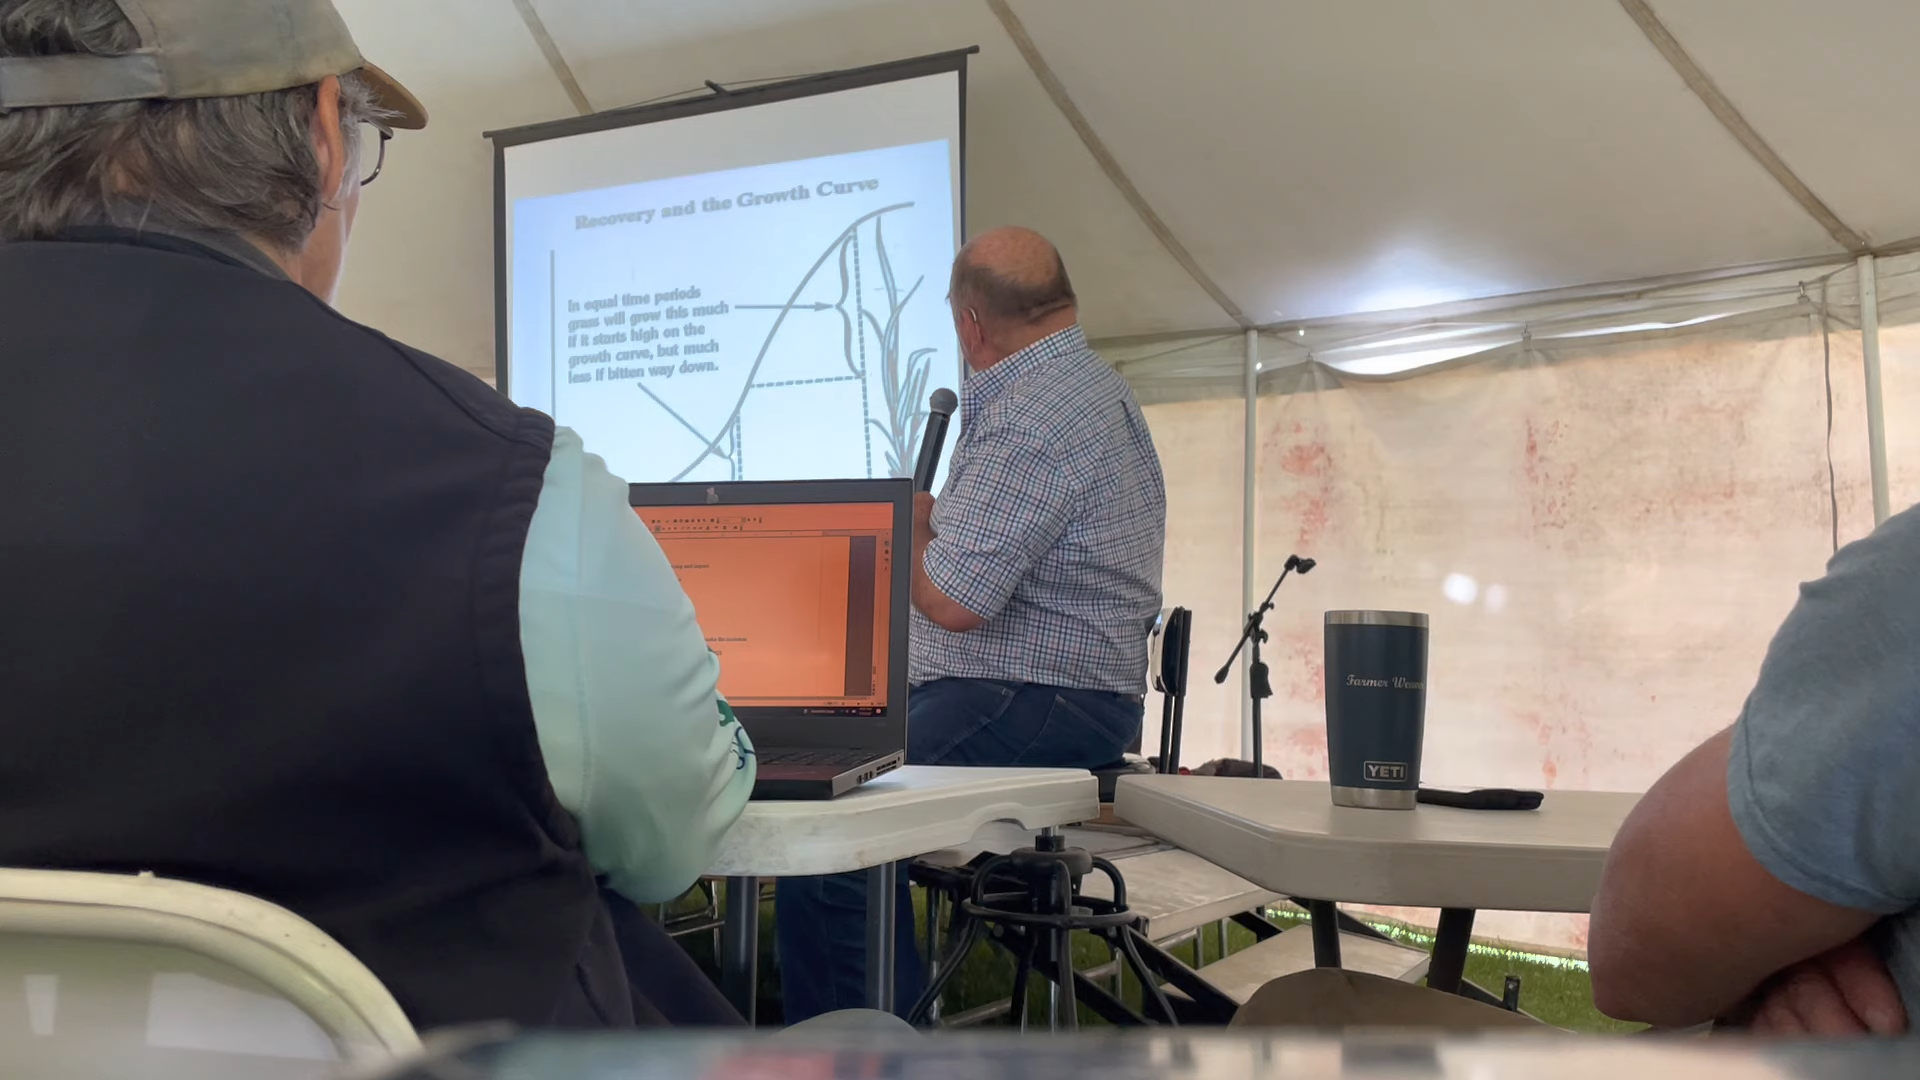 Recovery and the Growth Curve
In equal time periods
grass will grow this much
if it starts high on the
growth curve, but much
less if bitten way down.
Farmer
YETI